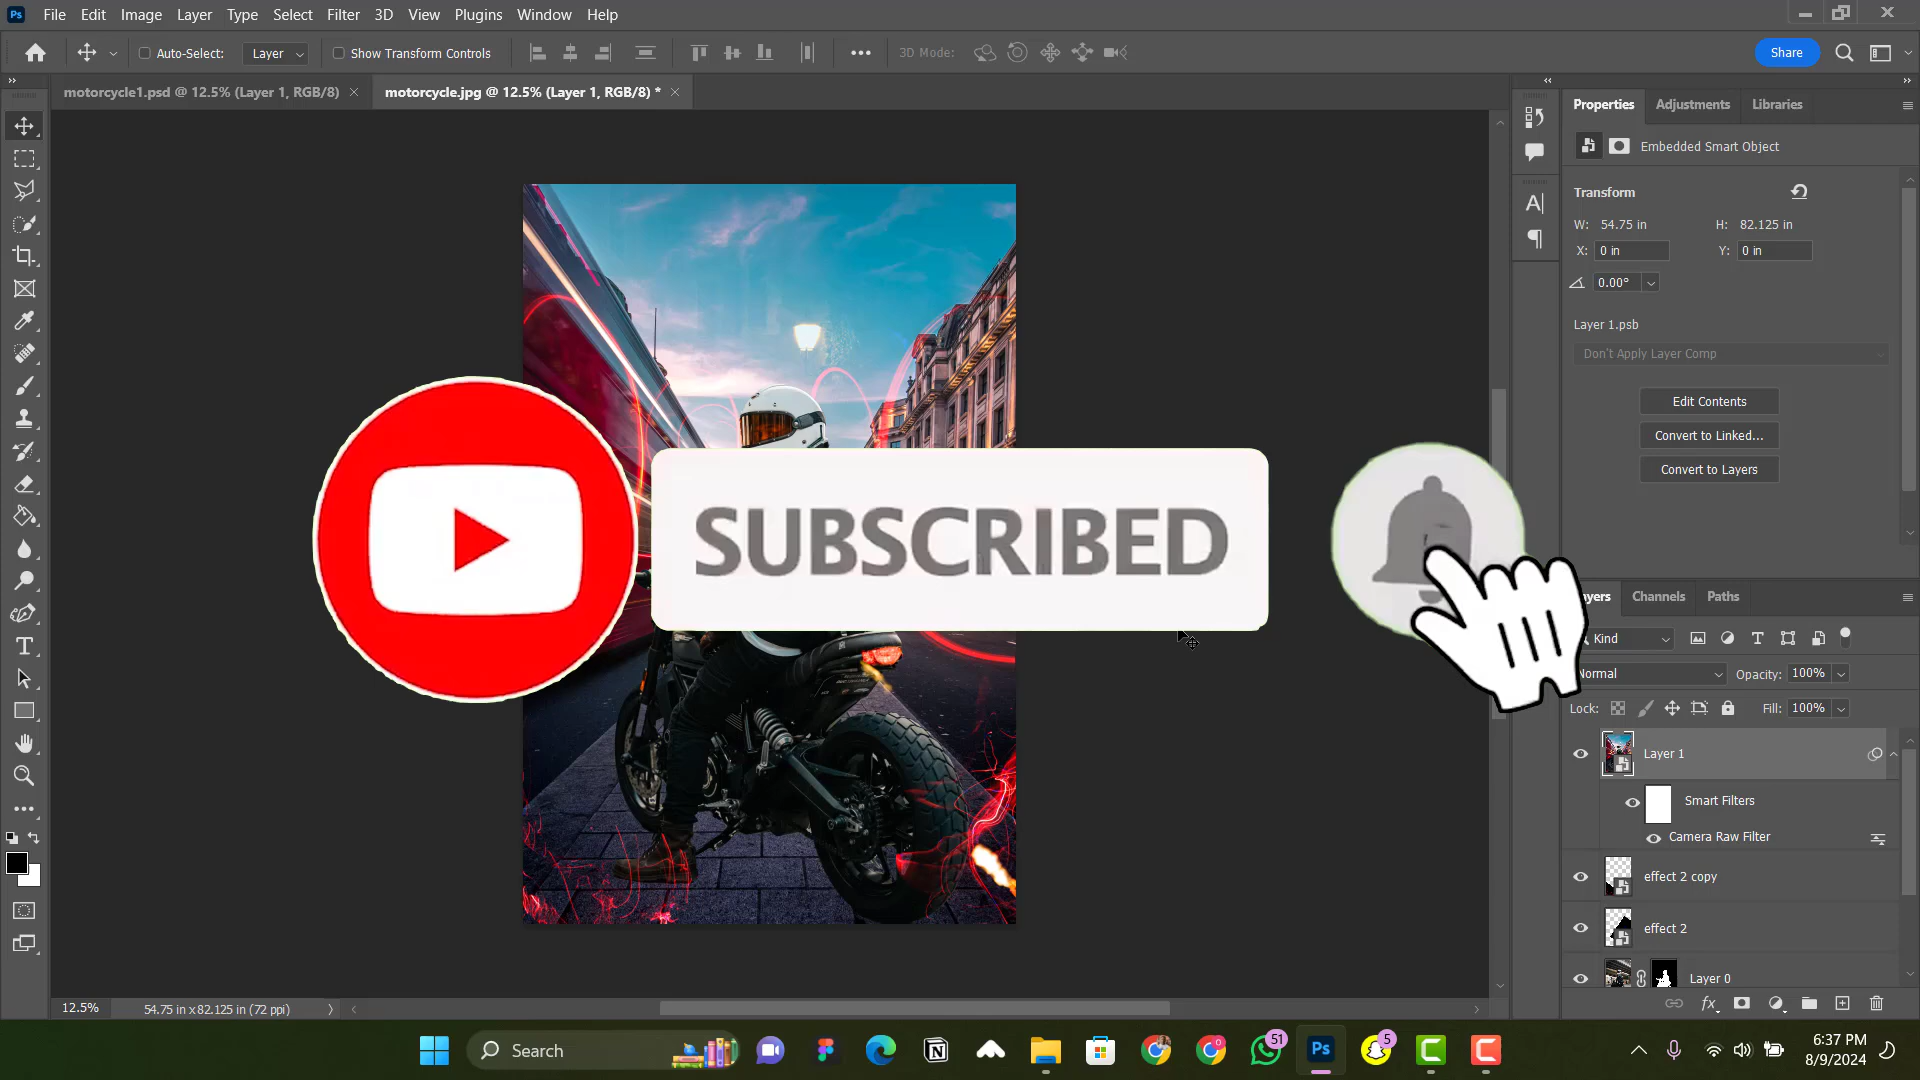 Ps File Edit Image Layer Type Select Filter 3D View Plugins Window Help
Auto-Select: Layer Show Transform Controls 3D Mode: Share
motorcycle1.psd @ 12.5% (Layer 1, RGB/8) motorcycle.jpg @ 12.5% (Layer 1, RGB/8) *
Properties Adjustments Libraries
Embedded Smart Object
Transform
W: 54.75 in H: 82.125 in
X: 0 in Y: 0 in
0.00°
Layer 1.psb
Don't Apply Layer Comp
Edit Contents
Convert to Linked...
Convert to Layers
SUBSCRIBED
Channels Paths
Kind
Normal Opacity: 100%
Lock: Fill: 100%
Layer 1
Smart Filters
Camera Raw Filter
effect 2 copy
effect 2
Layer 0
12.5% 54.75 in x 82.125 in (72 ppi)
Search 51 Ps 5
6:37 PM
8/9/2024